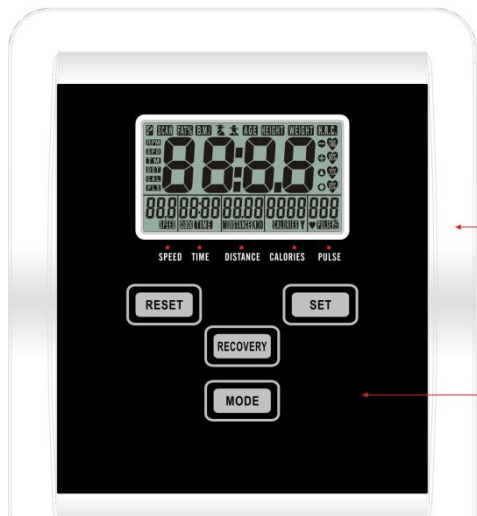 SCAN FAT% B.M.I AGE HEIGHT WEIGHT H.R.C.
RPM
SPD
TM
DST
CAL
PLS
88:8.8
88.8 88:88 88.88 8888 888
SPEED CLOCK TIME DISTANCE CALORIES PULSE
SPEED TIME DISTANCE CALORIES PULSE
RESET SET
RECOVERY
MODE